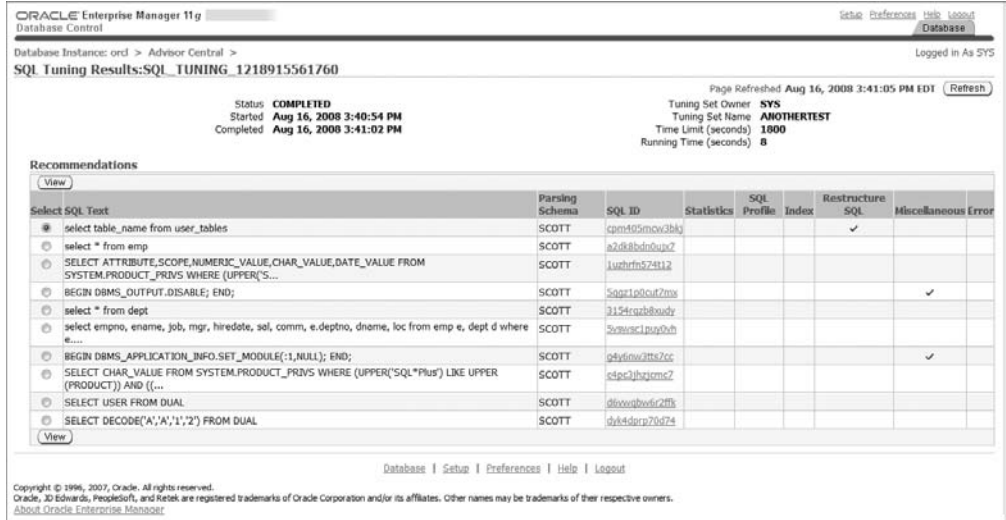 ORACLE Enterprise Manager 11g
Database Control
Setup Preferences Help Logout
Database
Database Instance: orcl > Advisor Central >
Logged in As SYS
SQL Tuning Results:SQL_TUNING_1218915561760
Page Refreshed Aug 16, 2008 3:41:05 PM EDT Refresh
Status COMPLETED
Started Aug 16, 2008 3:40:54 PM
Completed Aug 16, 2008 3:41:02 PM
Tuning Set Owner SYS
Tuning Set Name ANOTHERTEST
Time Limit (seconds) 1800
Running Time (seconds) 8
Recommendations
View
Select SQL Text Parsing Schema SQL ID Statistics SQL Profile Index Restructure SQL Miscellaneous Error
select table_name from user_tables SCOTT cpm405mcw3bkj ✓
select * from emp SCOTT a2dk8bdn0ujx7
SELECT ATTRIBUTE,SCOPE,NUMERIC_VALUE,CHAR_VALUE,DATE_VALUE FROM SCOTT 1uzhrfn574t12
SYSTEM.PRODUCT_PRIVS WHERE (UPPER('S...
BEGIN DBMS_OUTPUT.DISABLE; END; SCOTT 5qgz1p0cut7mx ✓
select * from dept SCOTT 3154rqzb8xudy
select empno, ename, job, mgr, hiredate, sal, comm, e.deptno, dname, loc from emp e, dept d where SCOTT 5vswsc1puy0vh
e....
BEGIN DBMS_APPLICATION_INFO.SET_MODULE(:1,NULL); END; SCOTT g4y6nw3tts7cc ✓
SELECT CHAR_VALUE FROM SYSTEM.PRODUCT_PRIVS WHERE (UPPER('SQL*Plus') LIKE UPPER SCOTT c4pc3jhzjcmc7
(PRODUCT)) AND ((...
SELECT USER FROM DUAL SCOTT d6vwqbw6r2ffk
SELECT DECODE('A','A','1','2') FROM DUAL SCOTT dyk4dprp70d74
View
Database | Setup | Preferences | Help | Logout
Copyright © 1996, 2007, Oracle. All rights reserved.
Oracle, JD Edwards, PeopleSoft, and Retek are registered trademarks of Oracle Corporation and/or its affiliates. Other names may be trademarks of their respective owners.
About Oracle Enterprise Manager